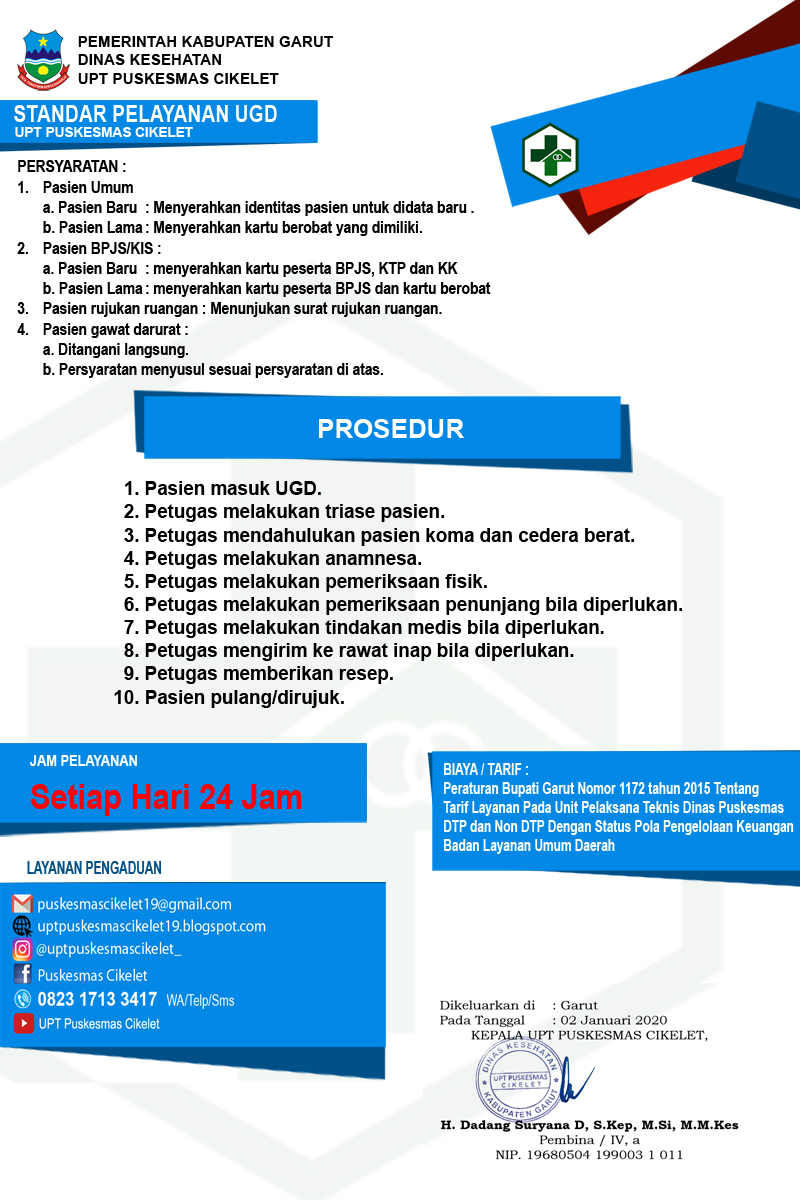 PEMERINTAH KABUPATEN GARUT
DINAS KESEHATAN
UPT PUSKESMAS CIKELET
STANDAR PELAYANAN UGD
UPT PUSKESMAS CIKELET
PERSYARATAN :
1. Pasien Umum
a. Pasien Baru : Menyerahkan identitas pasien untuk didata baru .
b. Pasien Lama : Menyerahkan kartu berobat yang dimiliki.
2. Pasien BPJS/KIS :
a. Pasien Baru : menyerahkan kartu peserta BPJS, KTP dan KK
b. Pasien Lama : menyerahkan kartu peserta BPJS dan kartu berobat
3. Pasien rujukan ruangan : Menunjukan surat rujukan ruangan.
4. Pasien gawat darurat :
a. Ditangani langsung.
b. Persyaratan menyusul sesuai persyaratan di atas.
PROSEDUR
1. Pasien masuk UGD.
2. Petugas melakukan triase pasien.
3. Petugas mendahulukan pasien koma dan cedera berat.
4. Petugas melakukan anamnesa.
5. Petugas melakukan pemeriksaan fisik.
6. Petugas melakukan pemeriksaan penunjang bila diperlukan.
7. Petugas melakukan tindakan medis bila diperlukan.
8. Petugas mengirim ke rawat inap bila diperlukan.
9. Petugas memberikan resep.
10. Pasien pulang/dirujuk.
JAM PELAYANAN
Setiap Hari 24 Jam
BIAYA / TARIF :
Peraturan Bupati Garut Nomor 1172 tahun 2015 Tentang
Tarif Layanan Pada Unit Pelaksana Teknis Dinas Puskesmas
DTP dan Non DTP Dengan Status Pola Pengelolaan Keuangan
Badan Layanan Umum Daerah
LAYANAN PENGADUAN
puskesmascikelet19@gmail.com
uptpuskesmascikelet19.blogspot.com
@uptpuskesmascikelet_
Puskesmas Cikelet
0823 1713 3417 WA/Telp/Sms
UPT Puskesmas Cikelet
Dikeluarkan di : Garut
Pada Tanggal : 02 Januari 2020
KEPALA UPT PUSKESMAS CIKELET,
DINAS KESEHATAN
UPT PUSKESMAS
CIKELET
KABUPATEN GARUT
H. Dadang Suryana D, S.Kep, M.Si, M.M.Kes
Pembina / IV, a
NIP. 19680504 199003 1 011